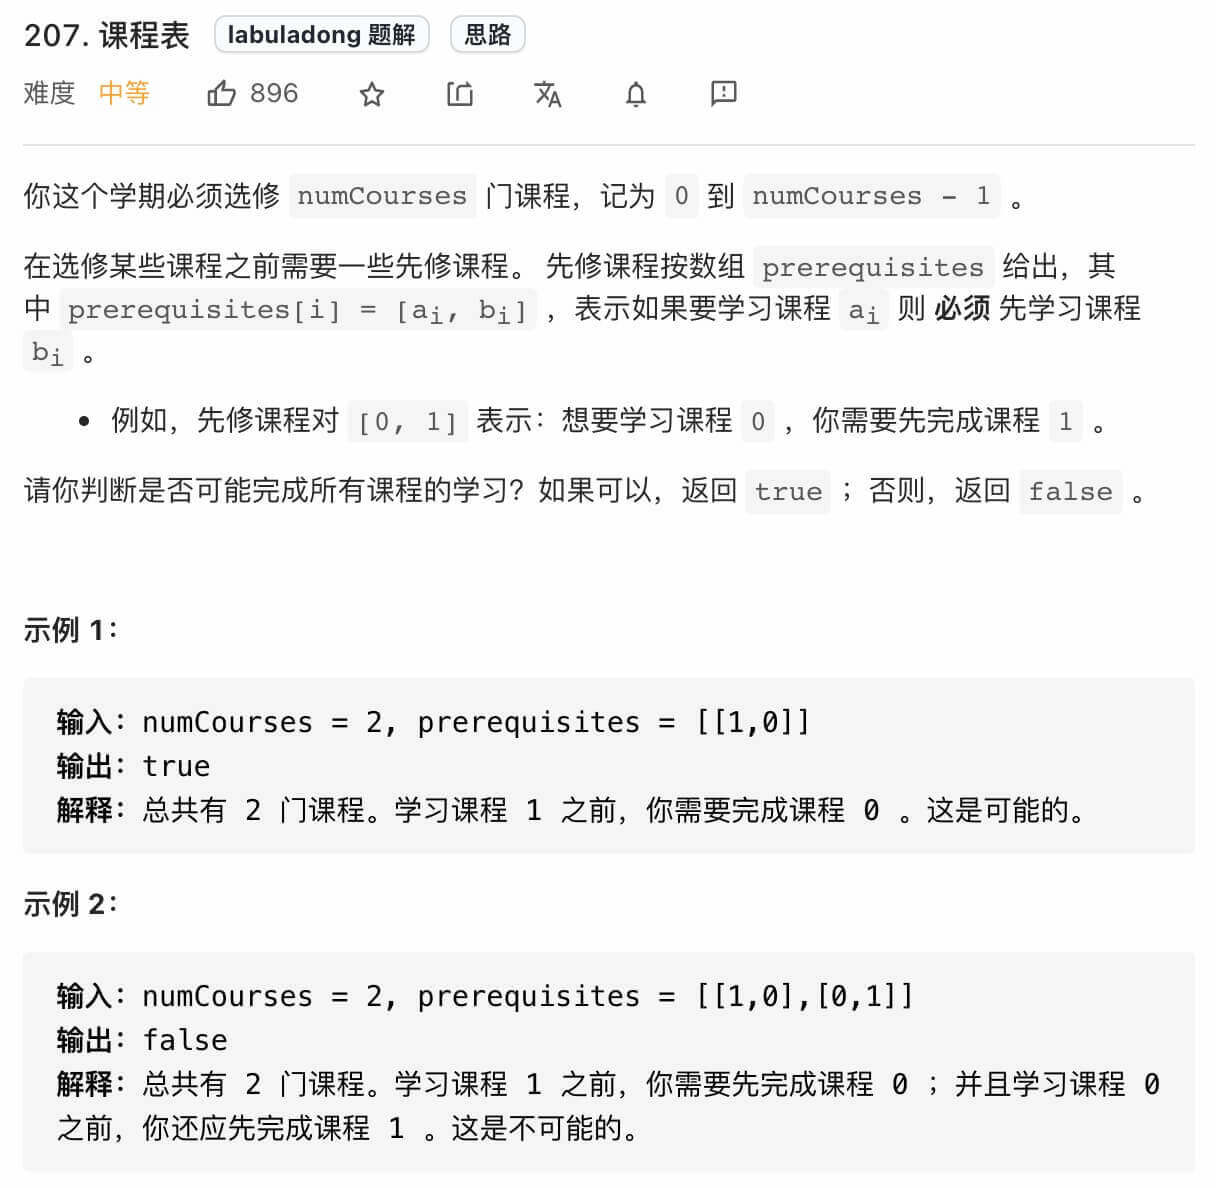 207. 课程表 labuladong 题解 思路
难度 中等 896
你这个学期必须选修 numCourses 门课程，记为 0 到 numCourses - 1 。
在选修某些课程之前需要一些先修课程。 先修课程按数组 prerequisites 给出，其
中 prerequisites[i] = [ai, bi] ，表示如果要学习课程 ai 则 必须 先学习课程
bi 。
• 例如，先修课程对 [0, 1] 表示：想要学习课程 0 ，你需要先完成课程 1 。
请你判断是否可能完成所有课程的学习？如果可以，返回 true ；否则，返回 false 。
示例 1：
输入：numCourses = 2, prerequisites = [[1,0]]
输出：true
解释：总共有 2 门课程。学习课程 1 之前，你需要完成课程 0 。这是可能的。
示例 2：
输入：numCourses = 2, prerequisites = [[1,0],[0,1]]
输出：false
解释：总共有 2 门课程。学习课程 1 之前，你需要先完成课程 0 ；并且学习课程 0
之前，你还应先完成课程 1 。这是不可能的。